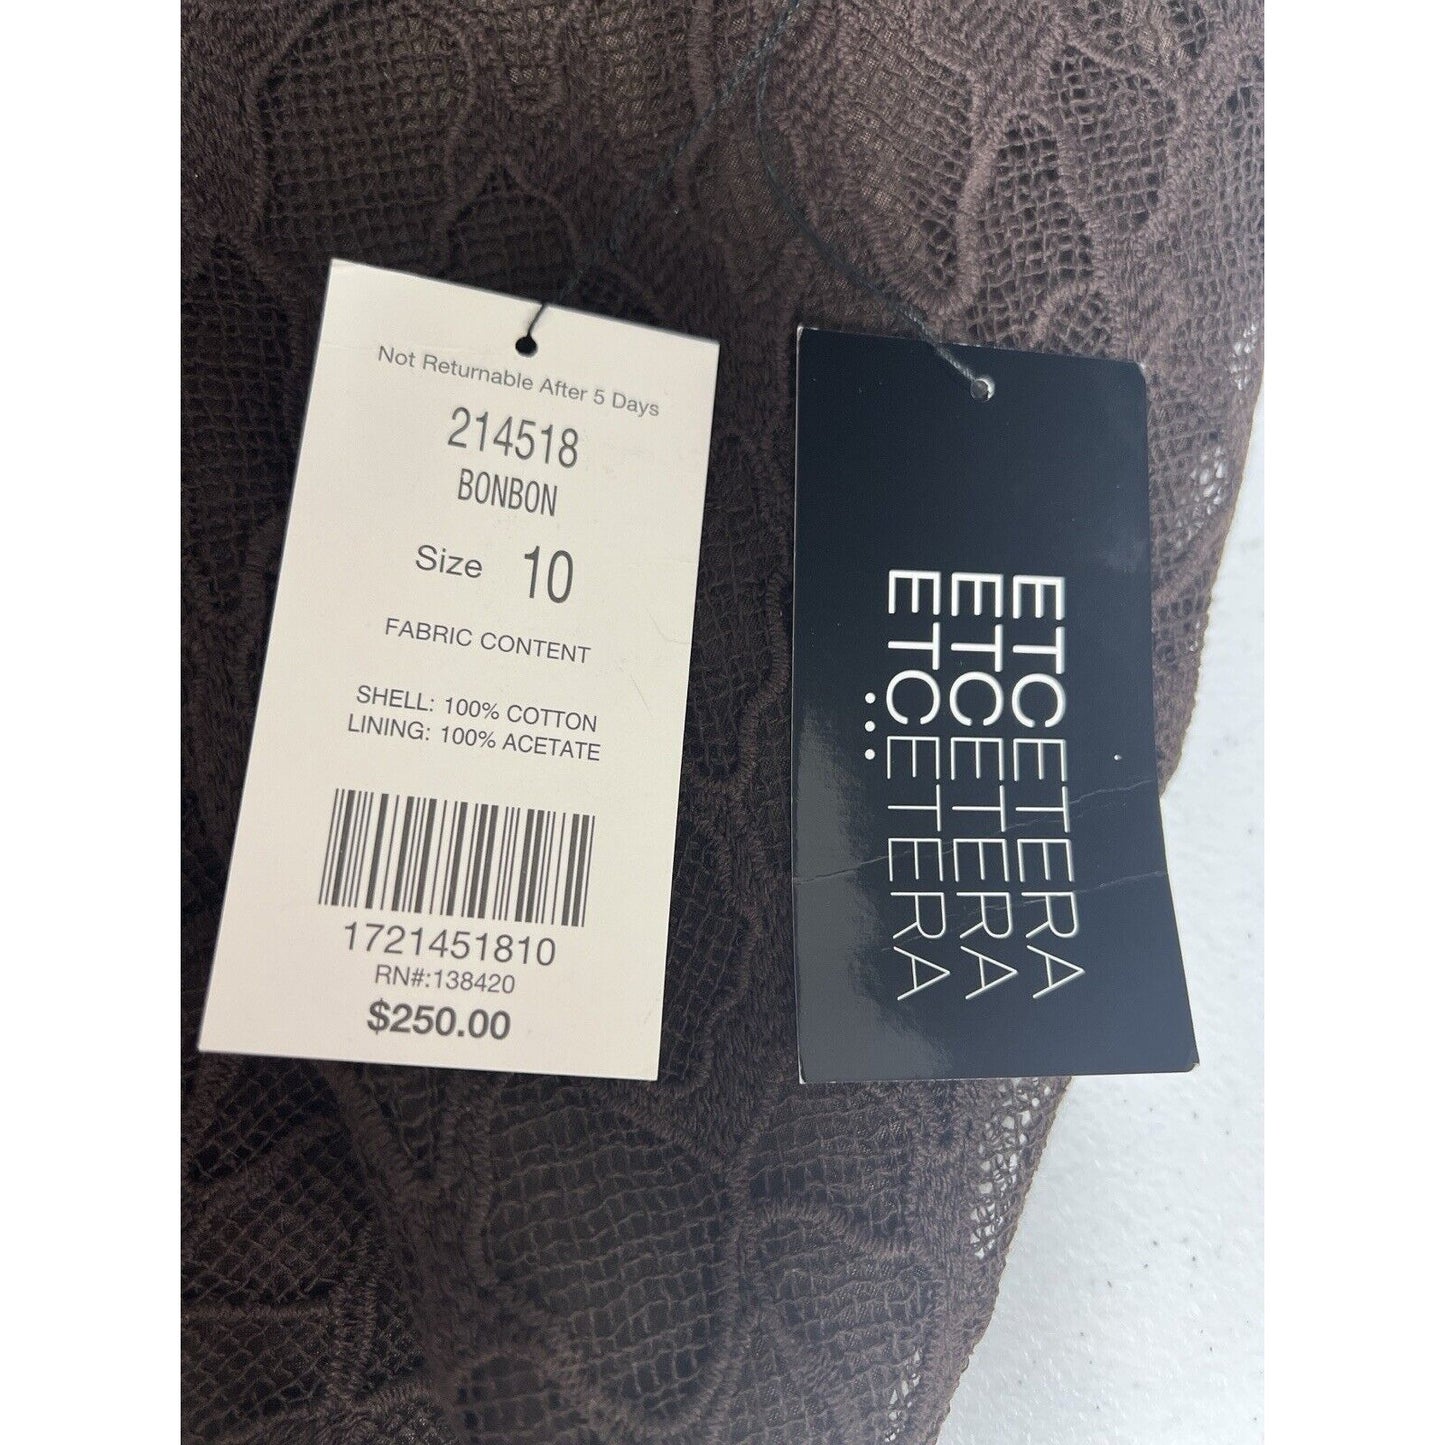 Not Returnable After 5 Days
214518
BONBON
Size 10
FABRIC CONTENT
SHELL: 100% COTTON
LINING: 100% ACETATE
1721451810
RN#:138420
$250.00
ETCETERA
ETCETERA
ETCETERA
...